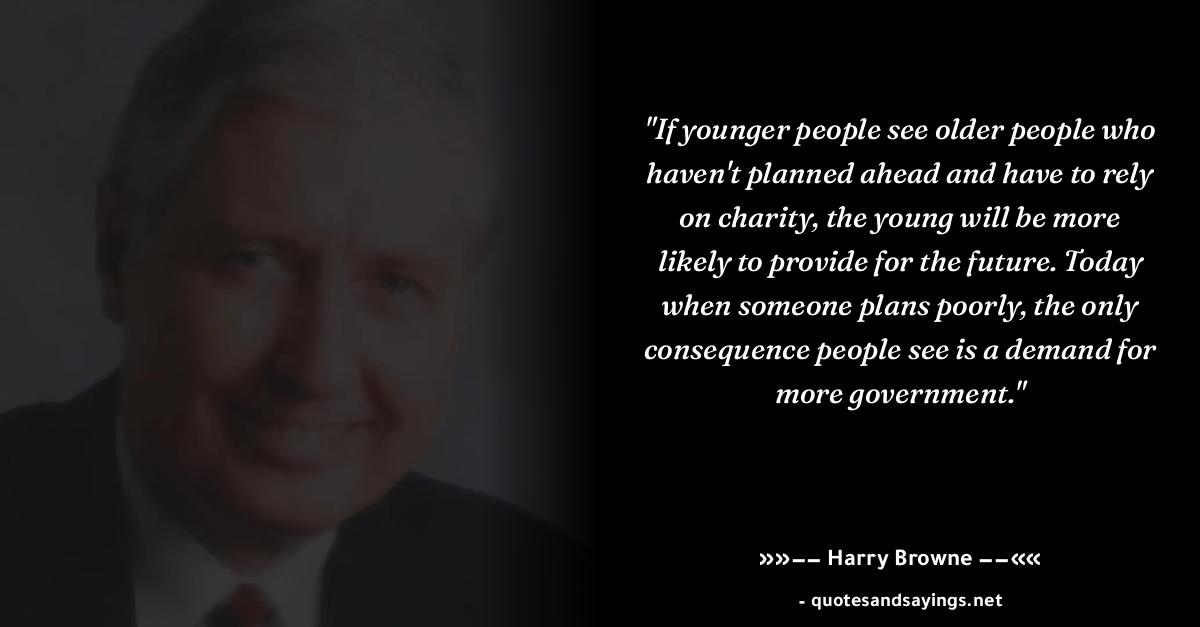 "If younger people see older people who
haven't planned ahead and have to rely
on charity, the young will be more
likely to provide for the future. Today
when someone plans poorly, the only
consequence people see is a demand for
more government."
»»–– Harry Browne ––««
- quotesandsayings.net